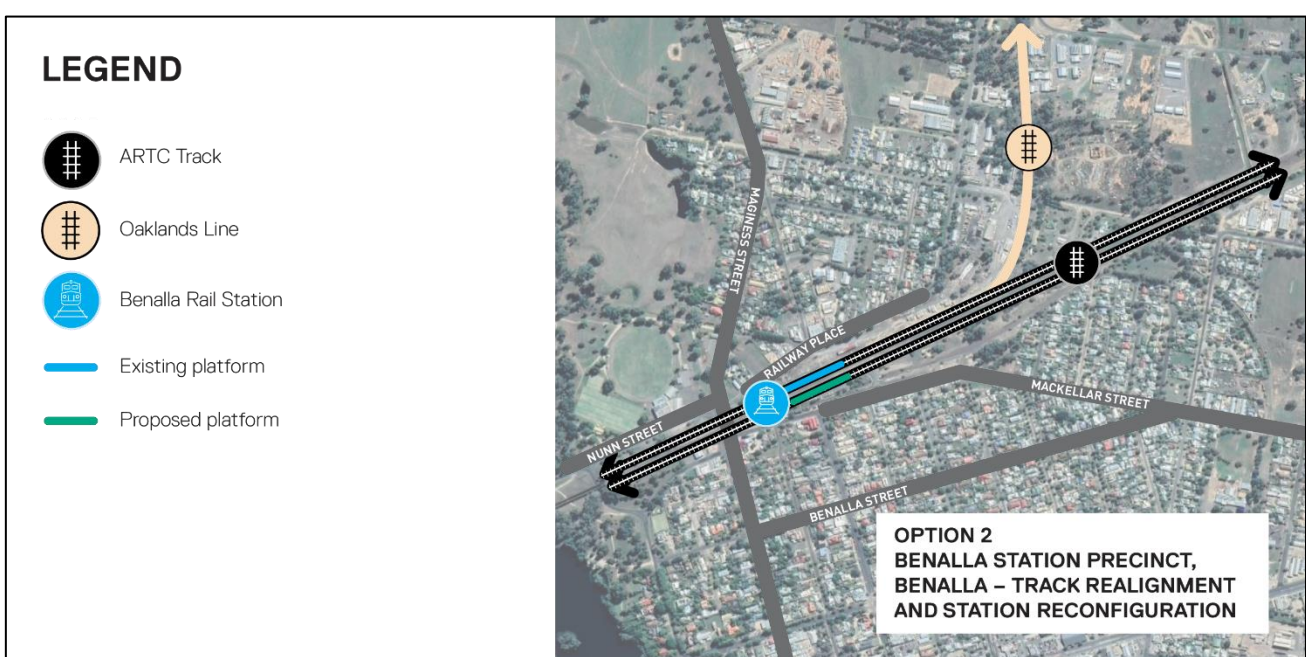 LEGEND
ARTC Track
Oaklands Line
Benalla Rail Station
Existing platform
Proposed platform
MAGINESS STREET
RAILWAY PLACE
NUNN STREET
MACKELLAR STREET
BENALLA STREET
OPTION 2
BENALLA STATION PRECINCT,
BENALLA – TRACK REALIGNMENT
AND STATION RECONFIGURATION